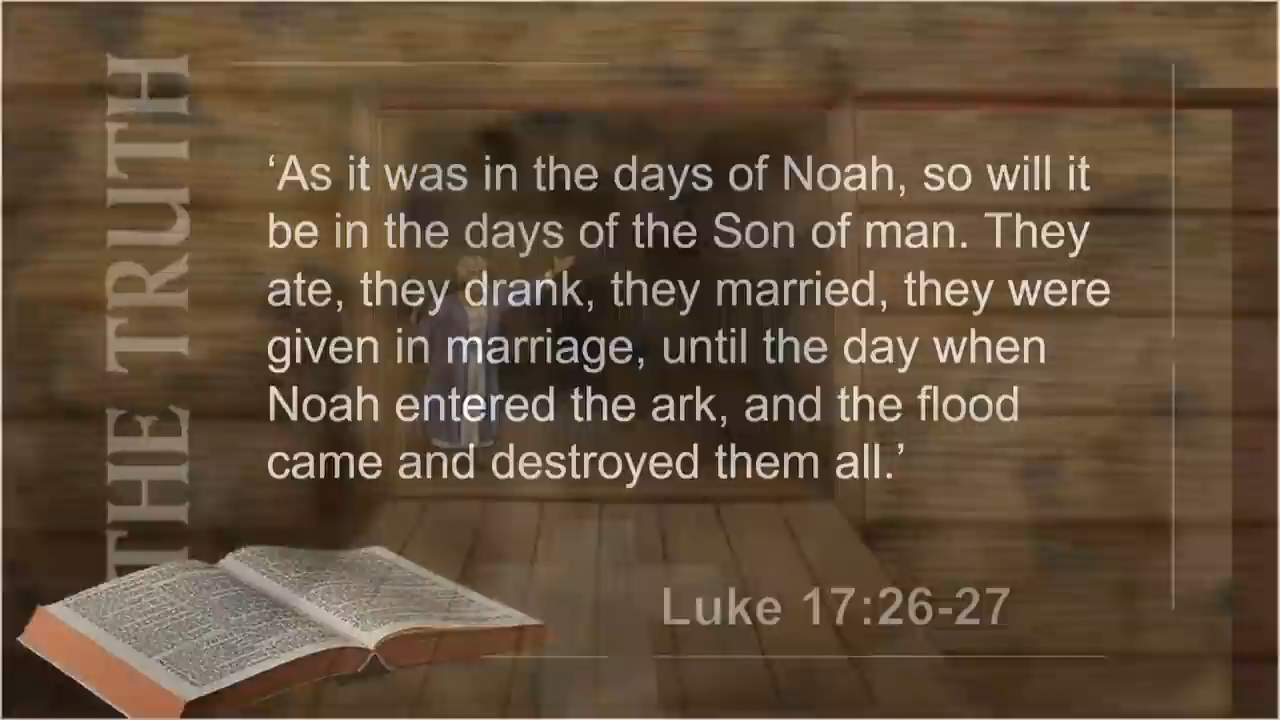 THE TRUTH
‘As it was in the days of Noah, so will it
be in the days of the Son of man. They
ate, they drank, they married, they were
given in marriage, until the day when
Noah entered the ark, and the flood
came and destroyed them all.’
Luke 17:26-27